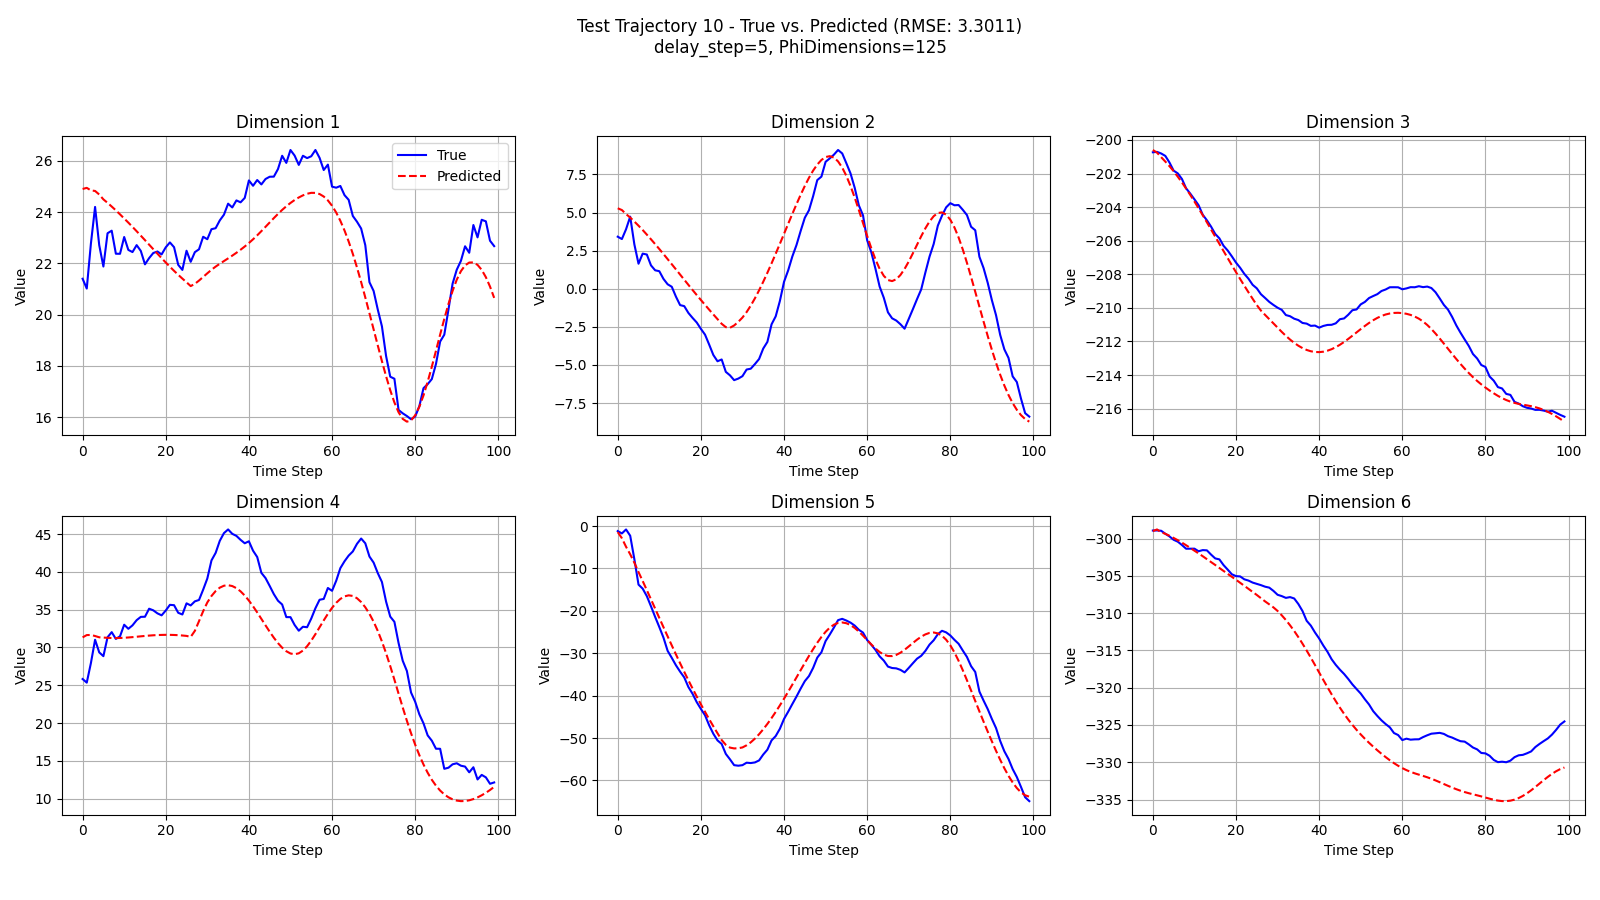 Test Trajectory 10 - True vs. Predicted (RMSE: 3.3011)
delay_step=5, PhiDimensions=125
Dimension 1
26
24
22
20
18
16
Value
0 20 40 60 80 100
Time Step
True
Predicted
Dimension 2
7.5
5.0
2.5
0.0
−2.5
−5.0
−7.5
Value
0 20 40 60 80 100
Time Step
Dimension 3
−200
−202
−204
−206
−208
−210
−212
−214
−216
Value
0 20 40 60 80 100
Time Step
Dimension 4
45
40
35
30
25
20
15
10
Value
0 20 40 60 80 100
Time Step
Dimension 5
0
−10
−20
−30
−40
−50
−60
Value
0 20 40 60 80 100
Time Step
Dimension 6
−300
−305
−310
−315
−320
−325
−330
−335
Value
0 20 40 60 80 100
Time Step